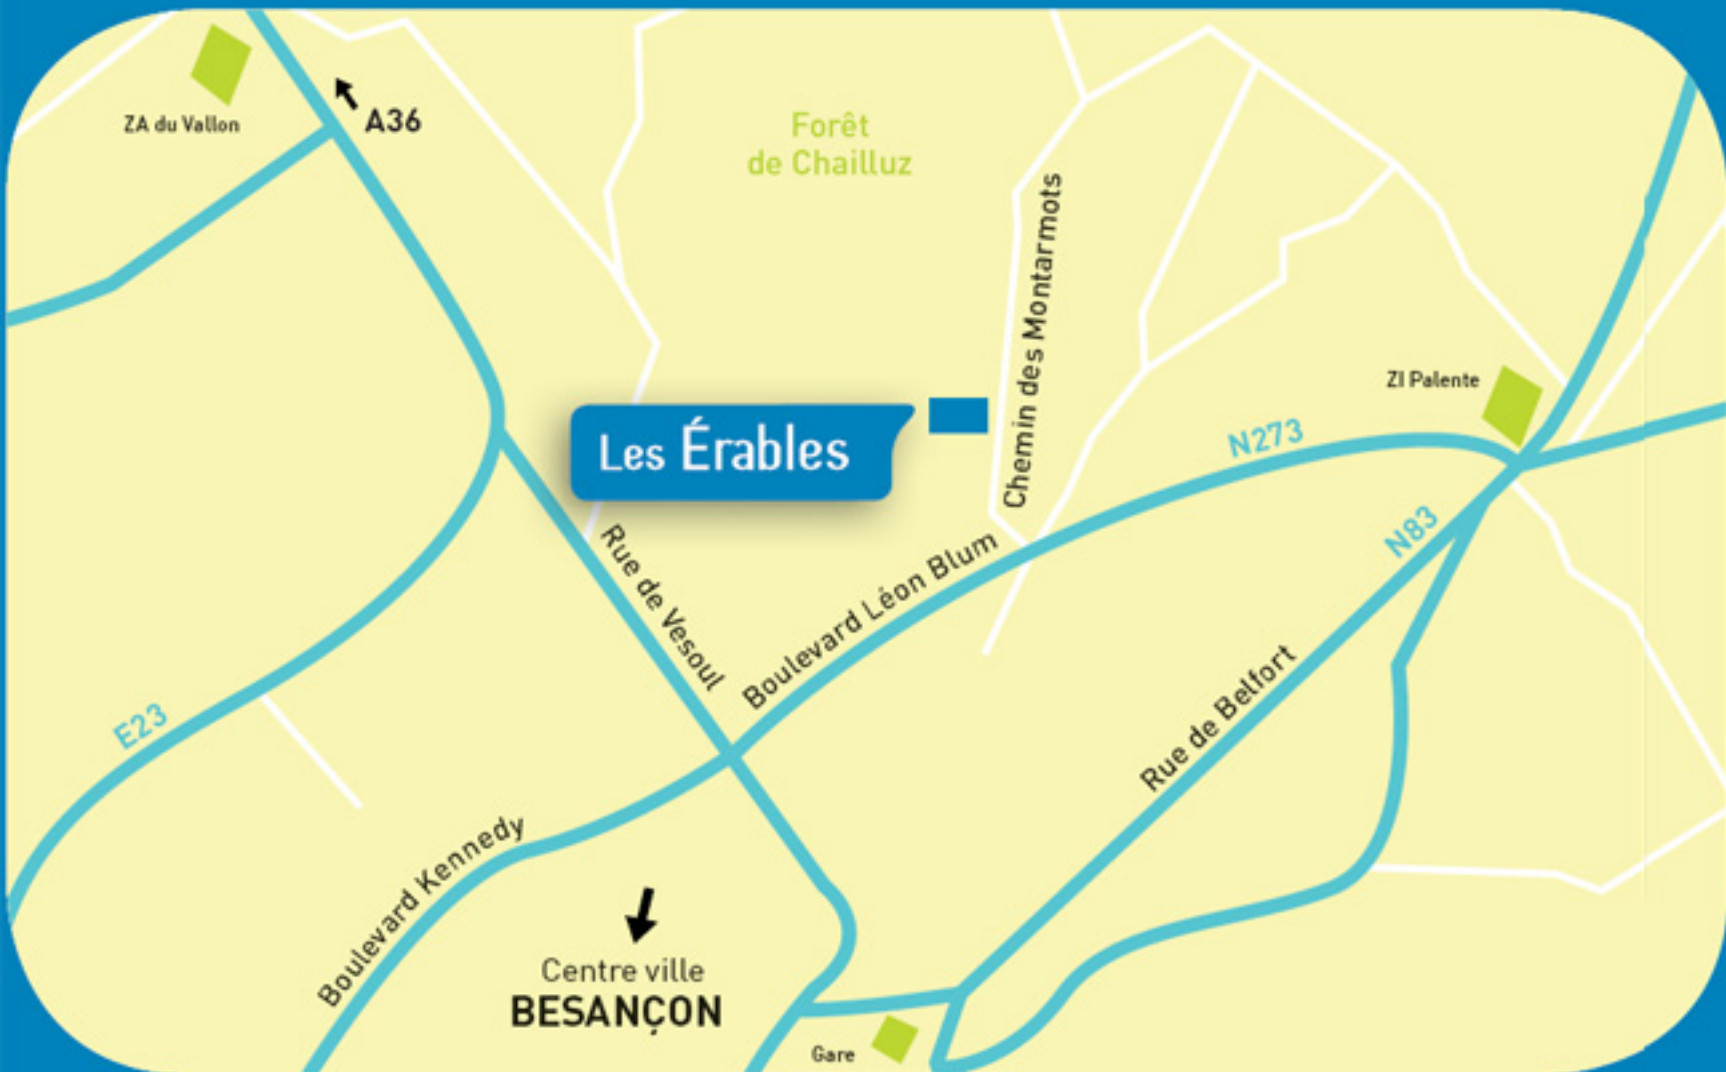 ZA du Vallon
A36
Forêt
de Chailluz
Chemin des Montarmots
ZI Palente
Les Érables
N273
N83
Rue de Vesoul
Boulevard Léon Blum
Rue de Belfort
E23
Boulevard Kennedy
Centre ville
BESANÇON
Gare